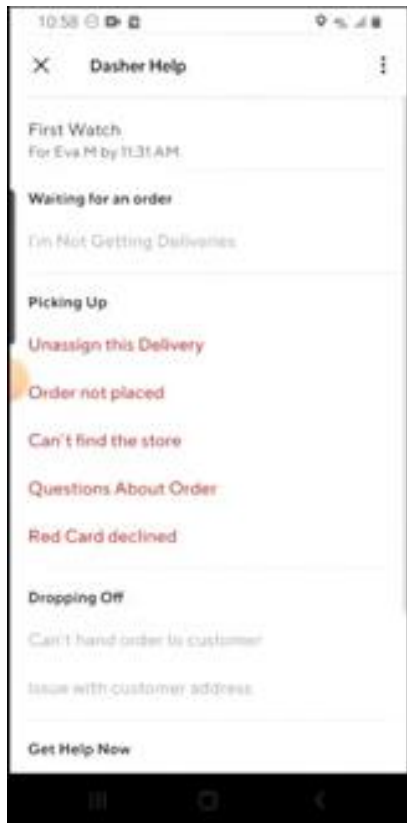 10:58
Dasher Help
First Watch
For Eva M by 11:31 AM
Waiting for an order
I'm Not Getting Deliveries
Picking Up
Unassign this Delivery
Order not placed
Can't find the store
Questions About Order
Red Card declined
Dropping Off
Can't hand order to customer
Issue with customer address
Get Help Now